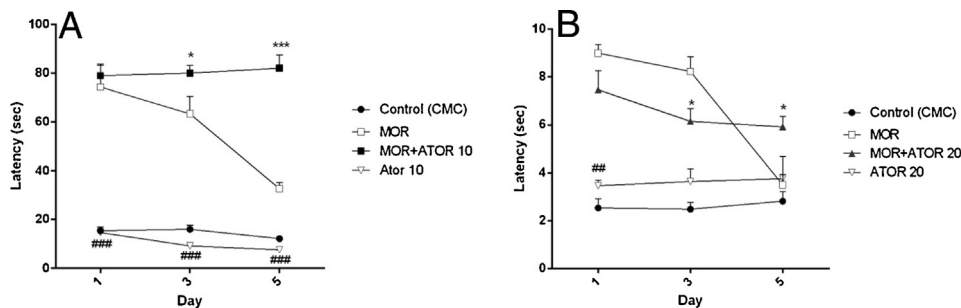 A
100
80
60
40
20
0
Latency (sec)
*
***
###
###
###
1
3
5
Day
Control (CMC)
MOR
MOR+ATOR 10
Ator 10
B
10
8
6
4
2
0
Latency (sec)
##
*
*
1
3
5
Day
Control (CMC)
MOR
MOR+ATOR 20
ATOR 20